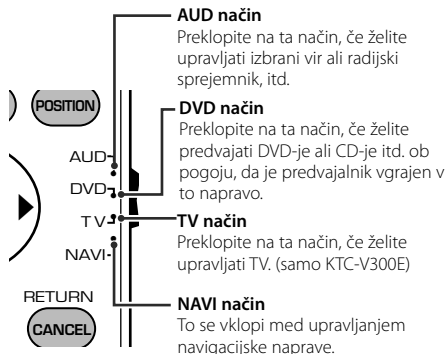 AUD način
Preklopite na ta način, če želite
upravljati izbrani vir ali radijski
sprejemnik, itd.
POSITION
DVD način
Preklopite na ta način, če želite
predvajati DVD-je ali CD-je itd. ob
pogoju, da je predvajalnik vgrajen v
to napravo.
AUD
DVD
TV
NAVI
TV način
Preklopite na ta način, če želite
upravljati TV. (samo KTC-V300E)
RETURN
CANCEL
NAVI način
To se vklopi med upravljanjem
navigacijske naprave.